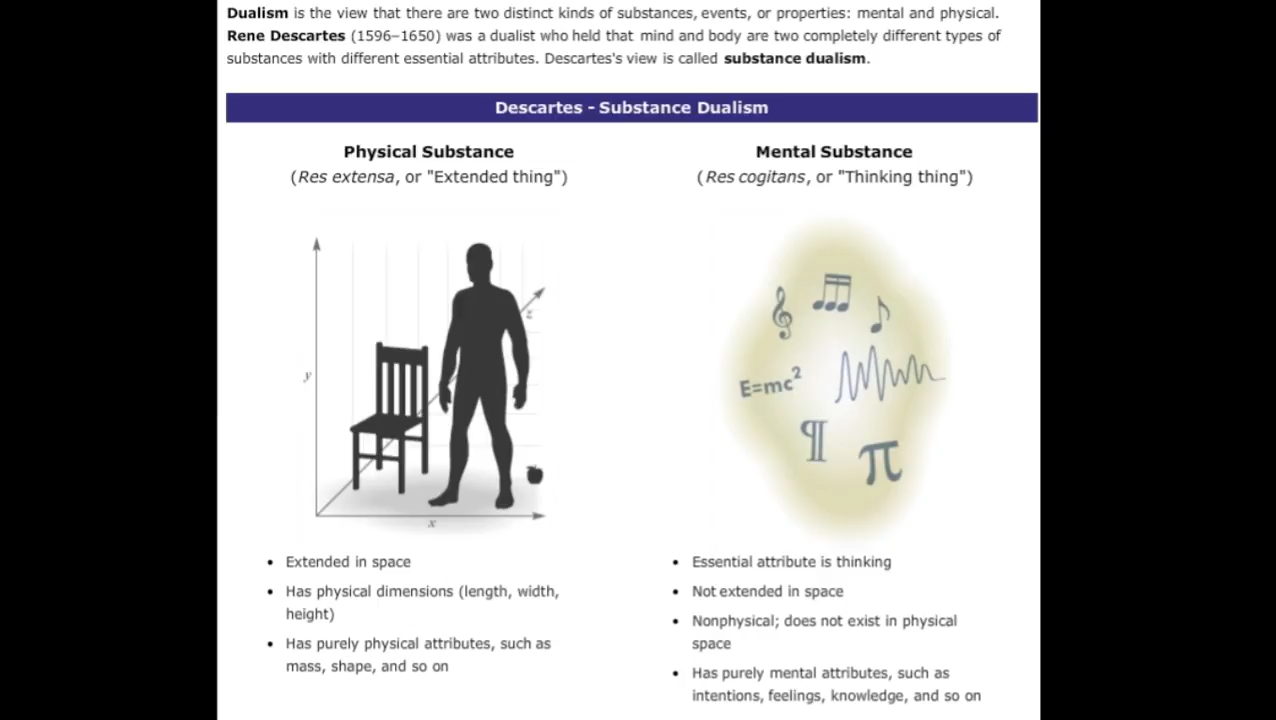 Dualism is the view that there are two distinct kinds of substances, events, or properties: mental and physical.
Rene Descartes (1596–1650) was a dualist who held that mind and body are two completely different types of
substances with different essential attributes. Descartes's view is called substance dualism.
Descartes - Substance Dualism
Physical Substance
(Res extensa, or "Extended thing")
y
z
x
• Extended in space
• Has physical dimensions (length, width,
height)
• Has purely physical attributes, such as
mass, shape, and so on
Mental Substance
(Res cogitans, or "Thinking thing")
E=mc²
¶
π
• Essential attribute is thinking
• Not extended in space
• Nonphysical; does not exist in physical
space
• Has purely mental attributes, such as
intentions, feelings, knowledge, and so on